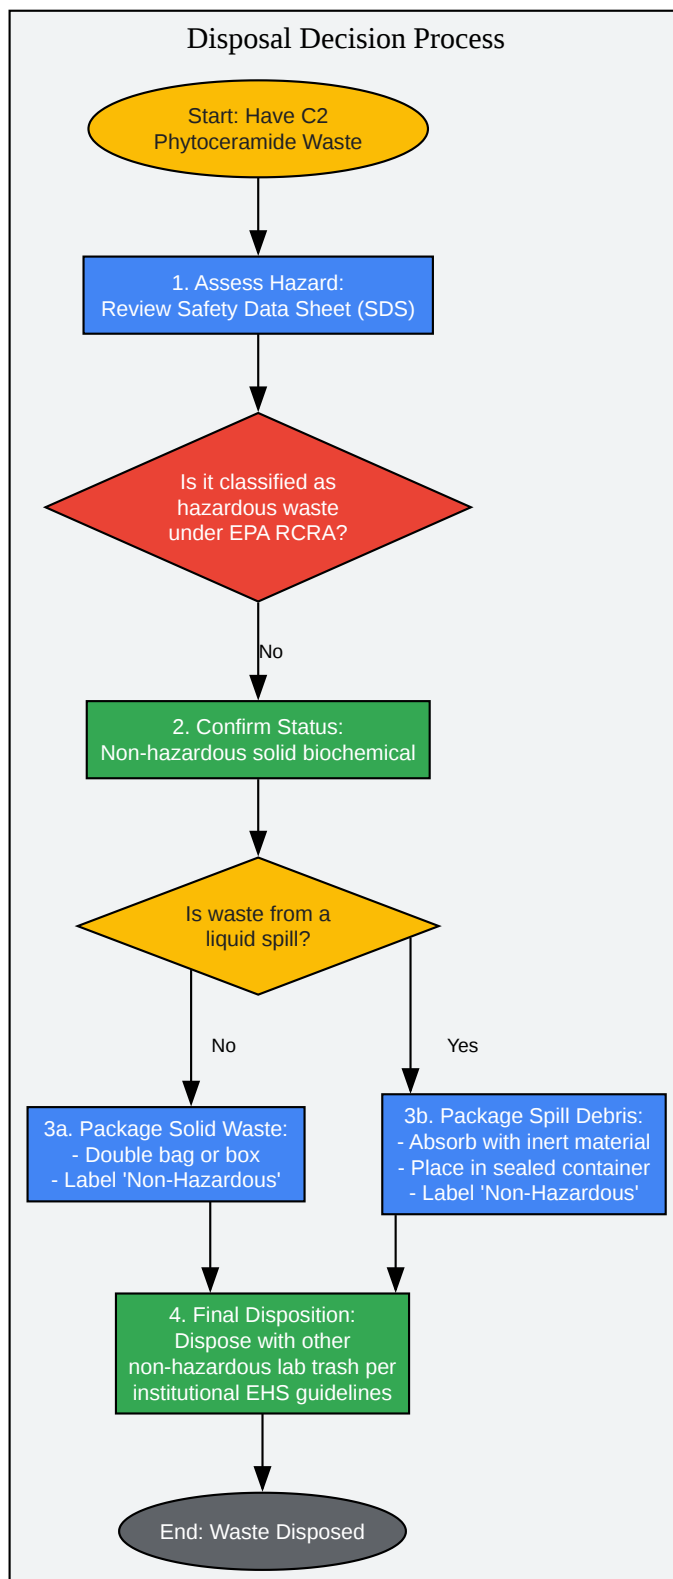 Disposal Decision Process
Start: Have C2
Phytoceramide Waste
1. Assess Hazard:
Review Safety Data Sheet (SDS)
Is it classified as
hazardous waste
under EPA RCRA?
No
2. Confirm Status:
Non-hazardous solid biochemical
Is waste from a
liquid spill?
No
Yes
3a. Package Solid Waste:
- Double bag or box
- Label 'Non-Hazardous'
3b. Package Spill Debris:
- Absorb with inert material
- Place in sealed container
- Label 'Non-Hazardous'
4. Final Disposition:
Dispose with other
non-hazardous lab trash per
institutional EHS guidelines
End: Waste Disposed